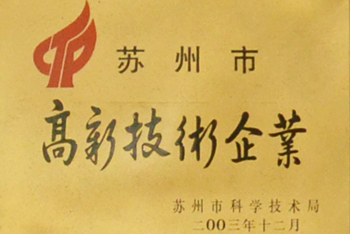 苏州市
高新技術企業
苏州市科学技术局
二00三年十二月